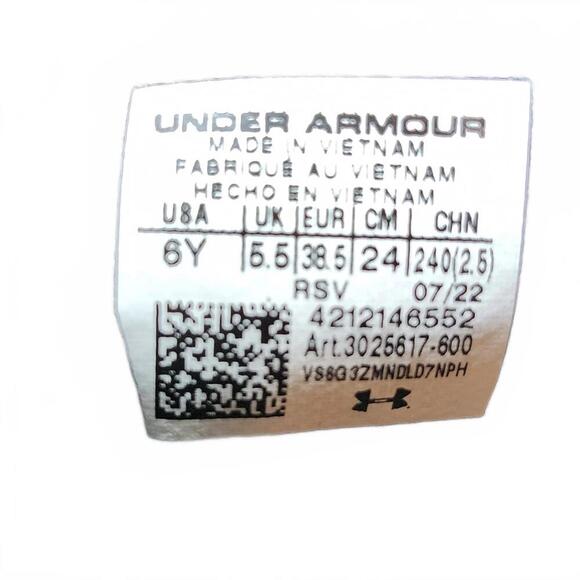 UNDER ARMOUR
MADE IN VIETNAM
FABRIQUÉ AU VIETNAM
HECHO EN VIETNAM
USA UK EUR CM CHN
6Y 5.5 38.5 24 240(2.5)
RSV 07/22
4212146552
Art.3025617-600
VS6G3ZMNDLD7NPH